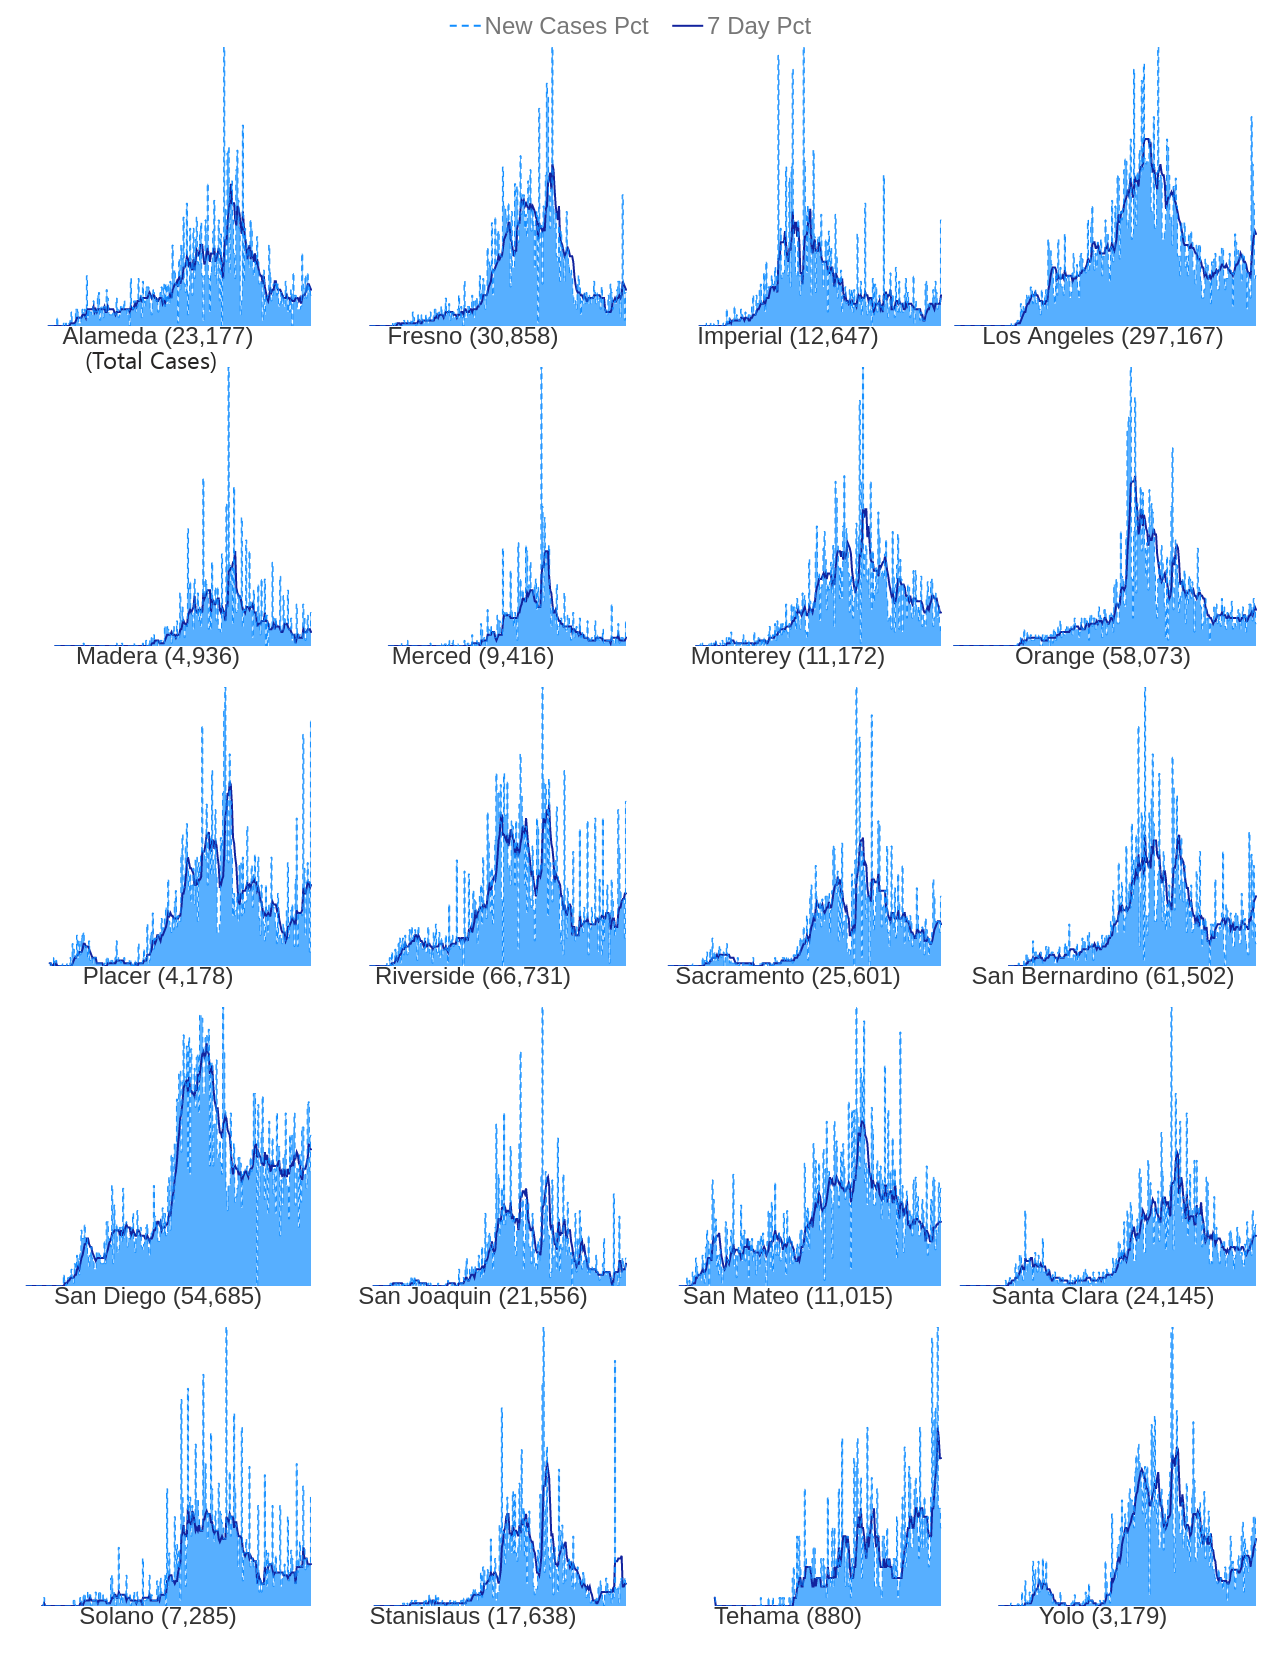 New Cases Pct 7 Day Pct
Alameda (23,177) Fresno (30,858) Imperial (12,647) Los Angeles (297,167)
(Total Cases)
Madera (4,936) Merced (9,416) Monterey (11,172) Orange (58,073)
Placer (4,178) Riverside (66,731) Sacramento (25,601) San Bernardino (61,502)
San Diego (54,685) San Joaquin (21,556) San Mateo (11,015) Santa Clara (24,145)
Solano (7,285) Stanislaus (17,638) Tehama (880) Yolo (3,179)